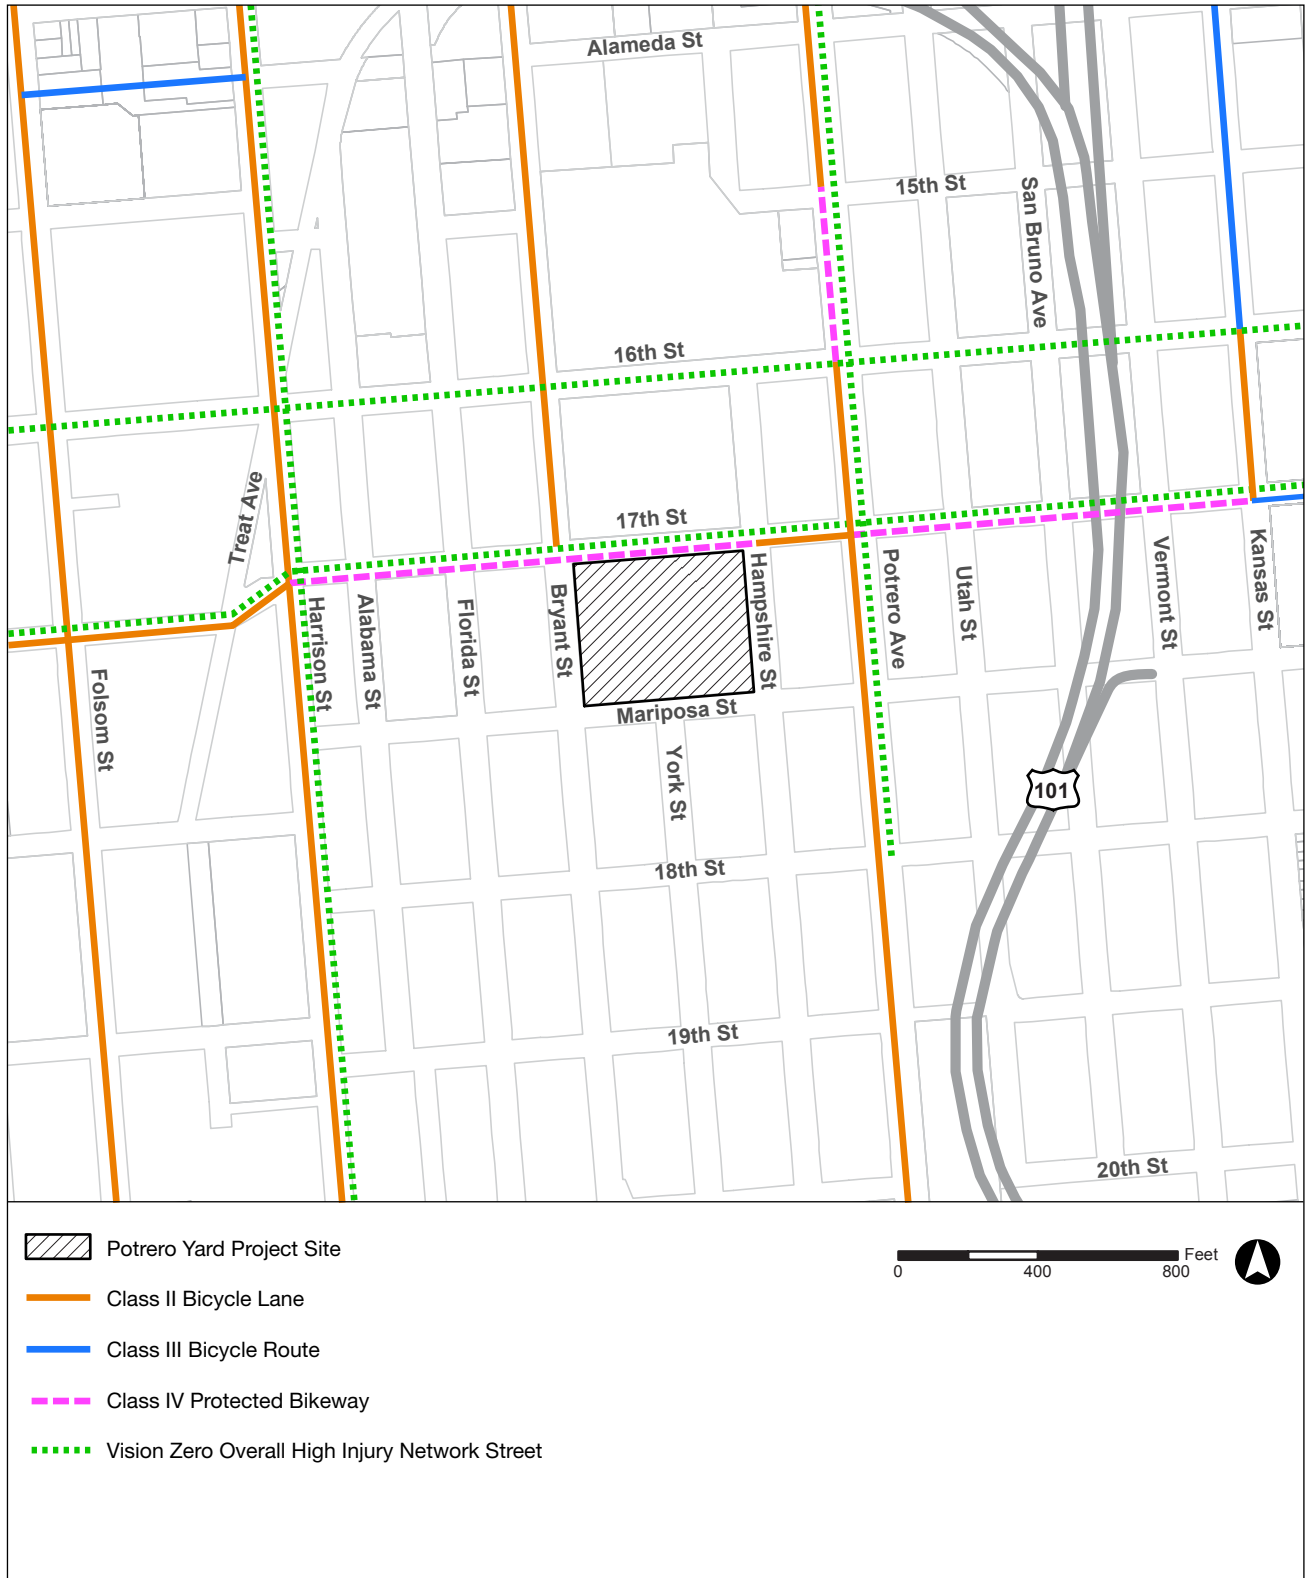 Alameda St
15th St
San Bruno Ave
16th St
Treat Ave
17th St
Harrison St
Alabama St
Florida St
Bryant St
Hampshire St
Potrero Ave
Utah St
Vermont St
Kansas St
Folsom St
Mariposa St
York St
101
18th St
19th St
20th St
Potrero Yard Project Site
Feet
0 400 800
Class II Bicycle Lane
Class III Bicycle Route
Class IV Protected Bikeway
Vision Zero Overall High Injury Network Street